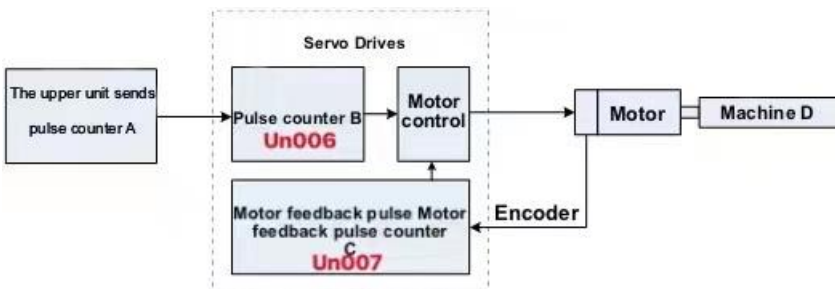 Servo Drives
The upper unit sends
pulse counter A
Pulse counter B
Un006
Motor
control
Motor
Machine D
Motor feedback pulse Motor
feedback pulse counter
C
Un007
Encoder